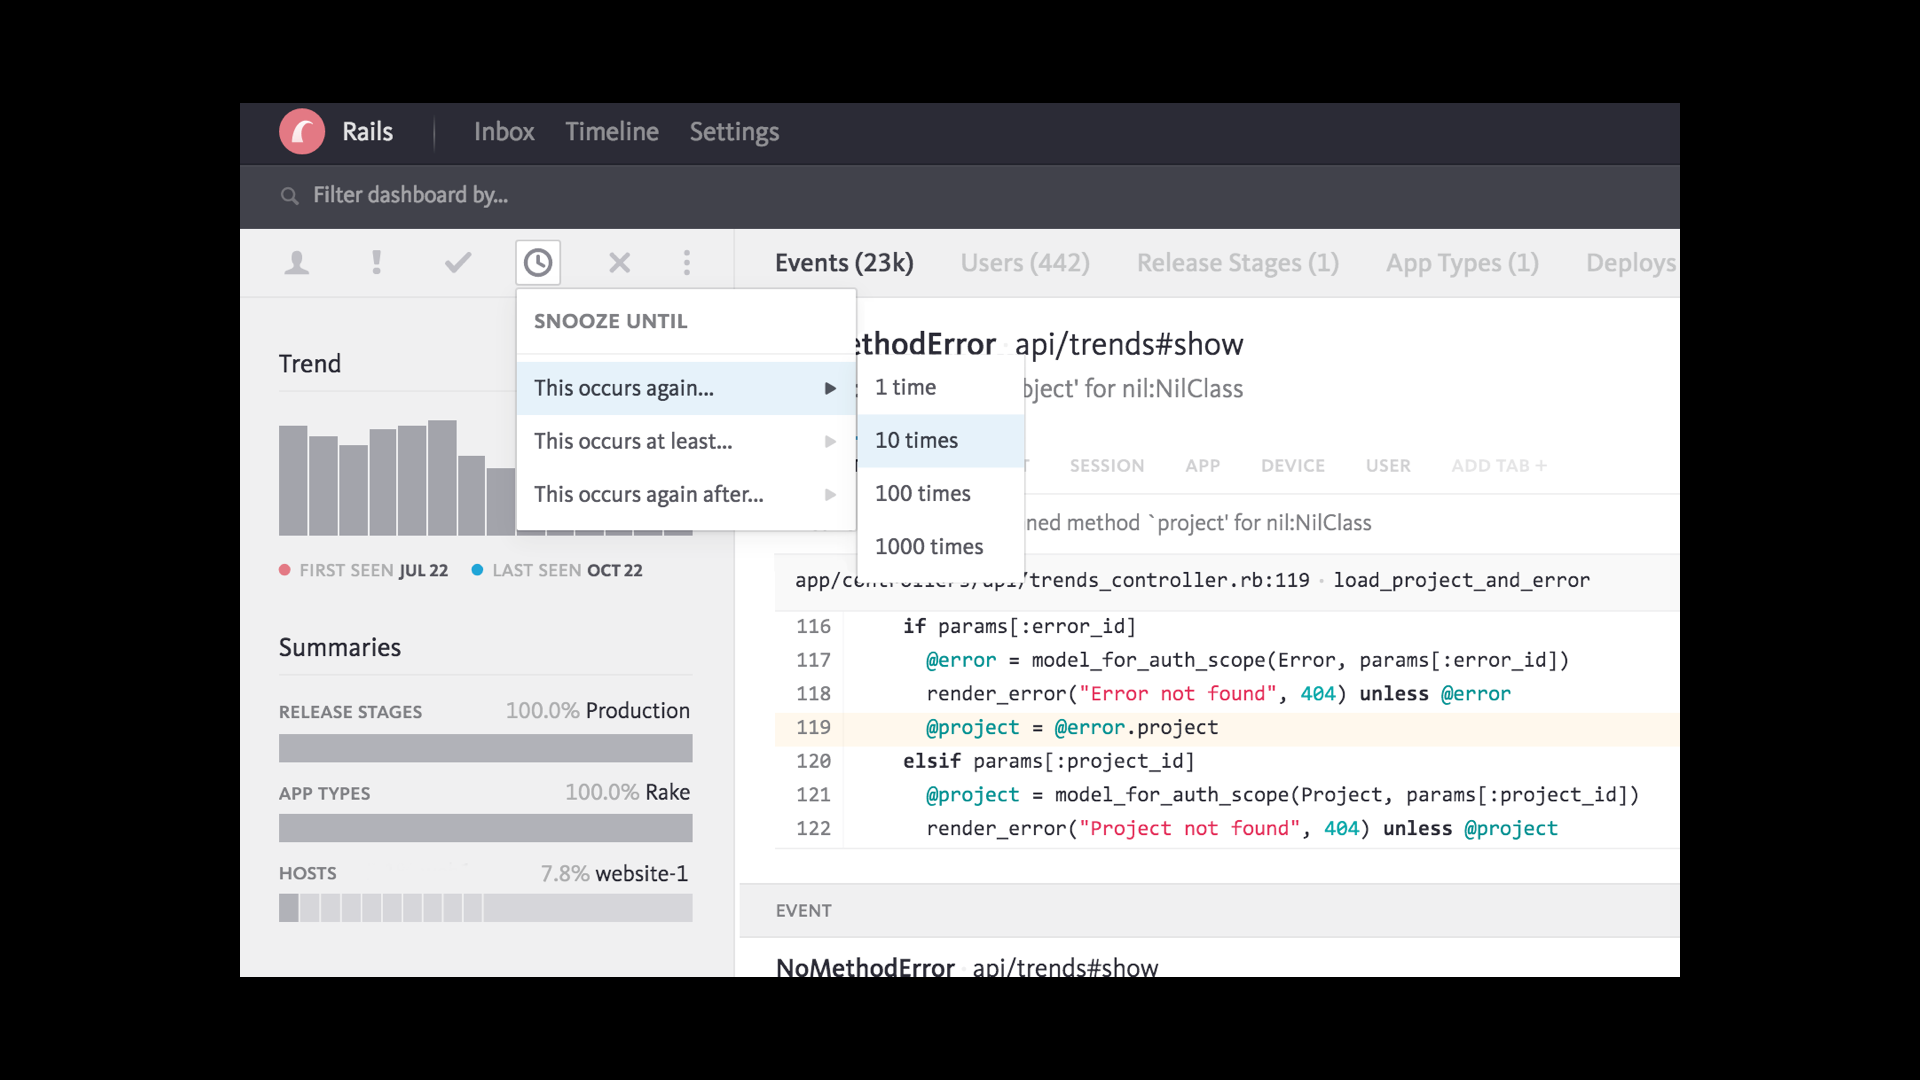 Rails Inbox Timeline Settings
Filter dashboard by...
Events (23k) Users (442) Release Stages (1) App Types (1) Deploys
SNOOZE UNTIL
This occurs again...
This occurs at least...
This occurs again after...
1 time
10 times
100 times
1000 times
Trend
FIRST SEEN JUL 22 LAST SEEN OCT 22
Summaries
RELEASE STAGES 100.0% Production
APP TYPES 100.0% Rake
HOSTS 7.8% website-1
ethodError · api/trends#show
bject' for nil:NilClass
SESSION APP DEVICE USER ADD TAB +
ned method `project' for nil:NilClass
app/controllers/api/trends_controller.rb:119 · load_project_and_error
116 if params[:error_id]
117 @error = model_for_auth_scope(Error, params[:error_id])
118 render_error("Error not found", 404) unless @error
119 @project = @error.project
120 elsif params[:project_id]
121 @project = model_for_auth_scope(Project, params[:project_id])
122 render_error("Project not found", 404) unless @project
EVENT
NoMethodError · api/trends#show